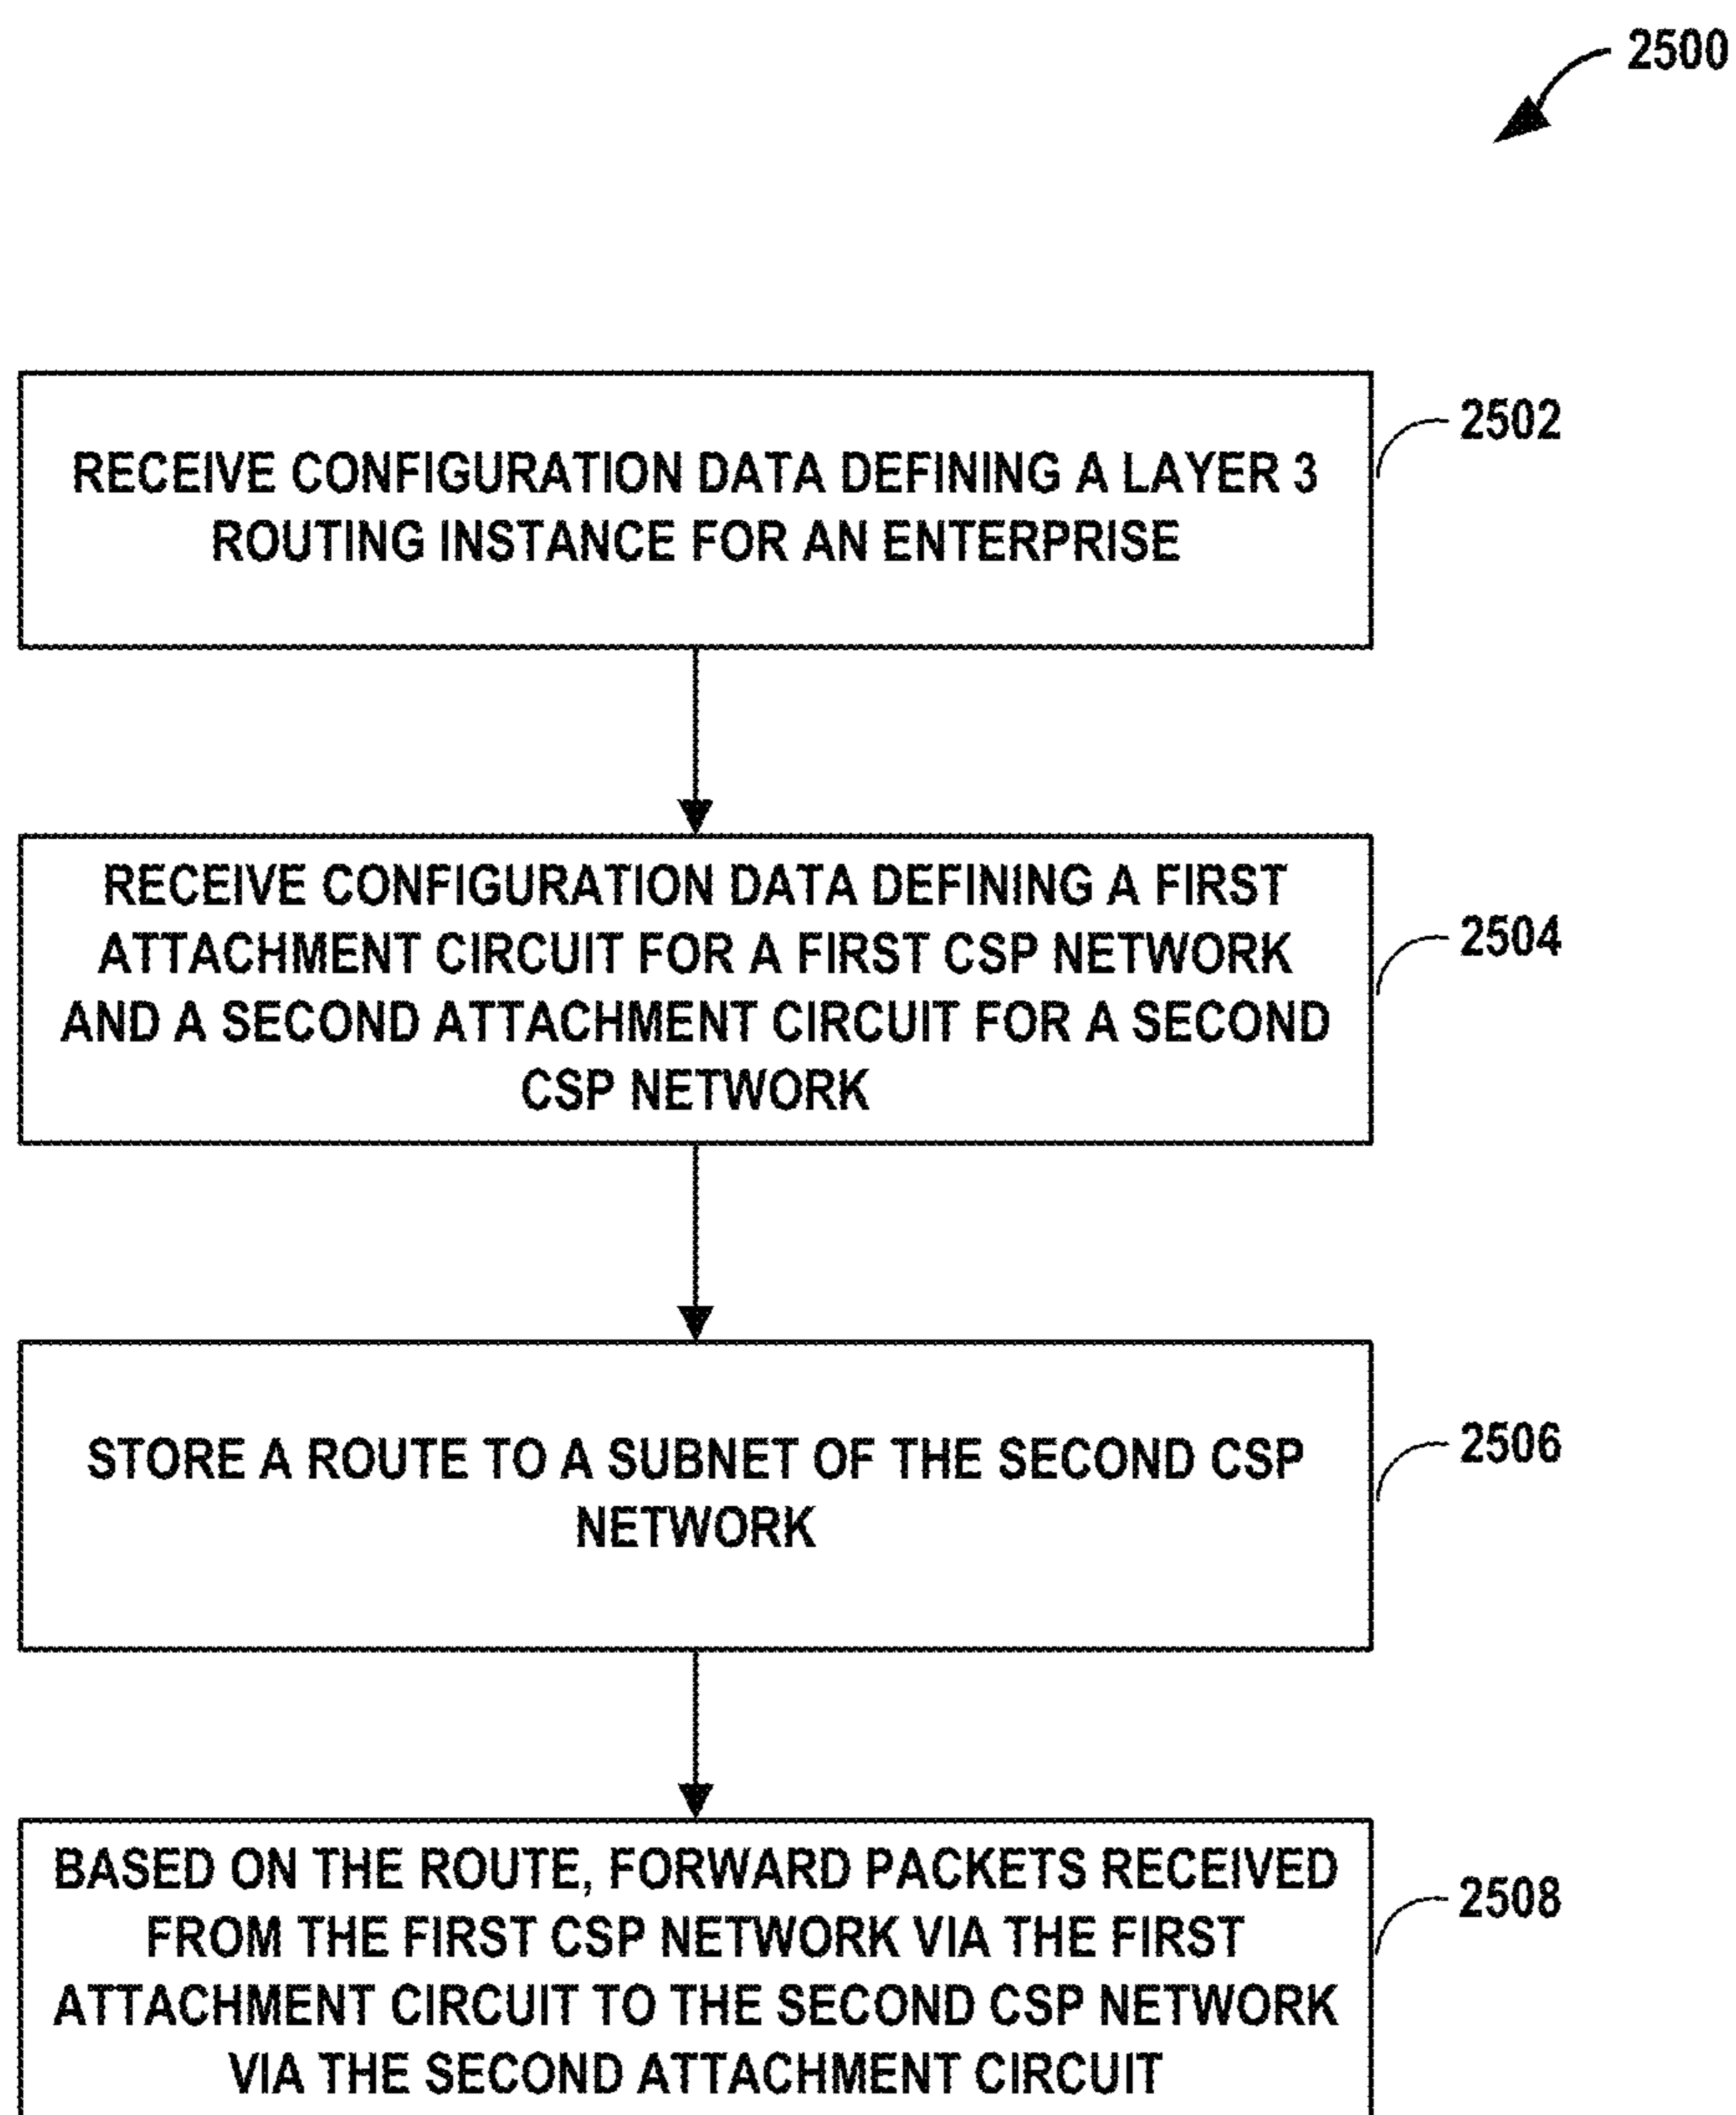 2500
RECEIVE CONFIGURATION DATA DEFINING A LAYER 3
ROUTING INSTANCE FOR AN ENTERPRISE
2502
RECEIVE CONFIGURATION DATA DEFINING A FIRST
ATTACHMENT CIRCUIT FOR A FIRST CSP NETWORK
AND A SECOND ATTACHMENT CIRCUIT FOR A SECOND
CSP NETWORK
2504
STORE A ROUTE TO A SUBNET OF THE SECOND CSP
NETWORK
2506
BASED ON THE ROUTE, FORWARD PACKETS RECEIVED
FROM THE FIRST CSP NETWORK VIA THE FIRST
ATTACHMENT CIRCUIT TO THE SECOND CSP NETWORK
VIA THE SECOND ATTACHMENT CIRCUIT
2508